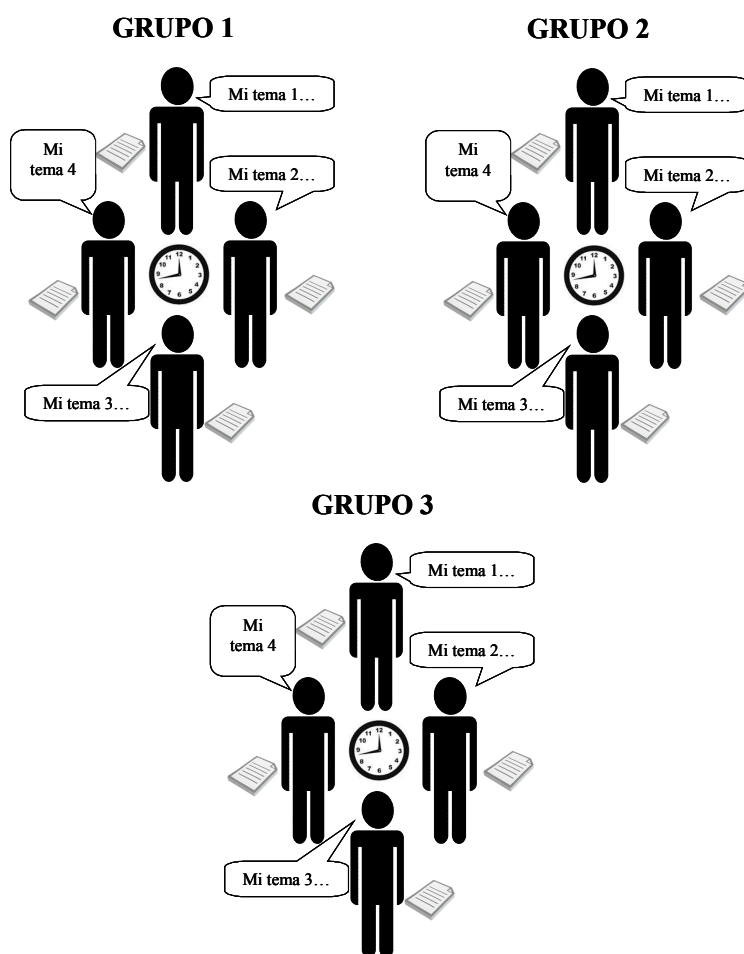 GRUPO 1
Mi tema 1…
Mi
tema 4
Mi tema 2…
Mi tema 3…
GRUPO 2
Mi tema 1…
Mi
tema 4
Mi tema 2…
Mi tema 3…
GRUPO 3
Mi tema 1…
Mi
tema 4
Mi tema 2…
Mi tema 3…